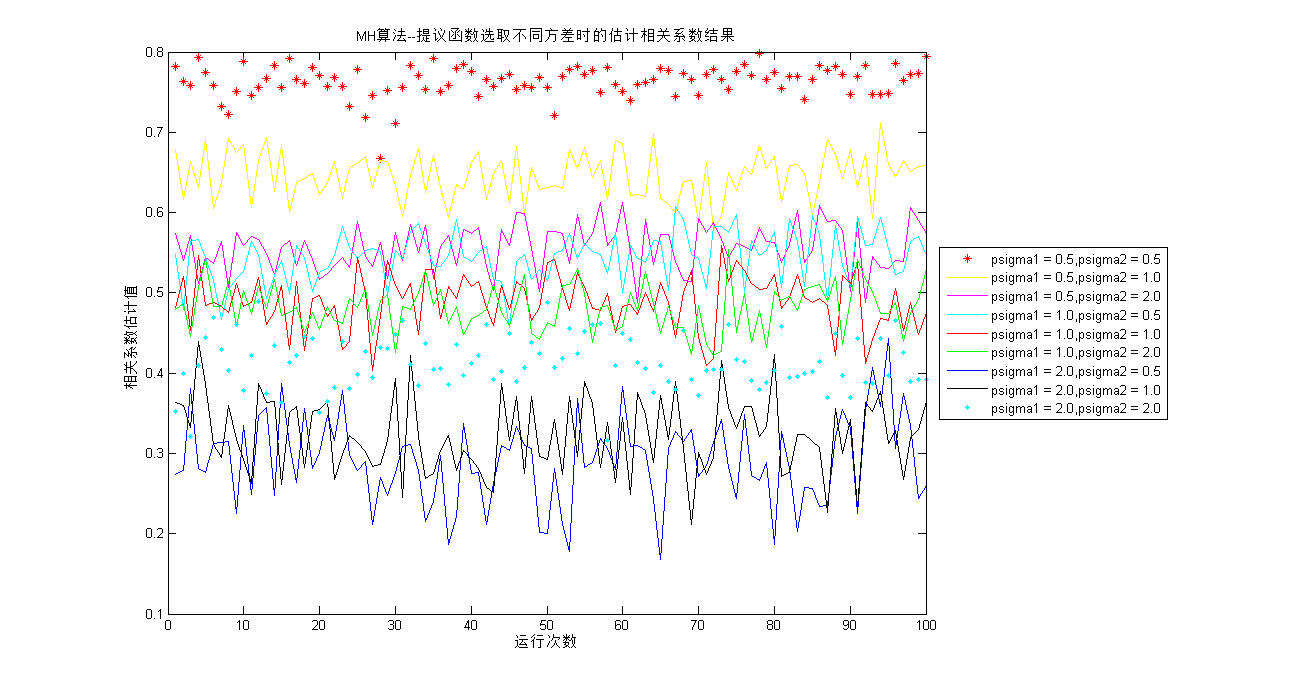 MH算法--提议函数选取不同方差时的估计相关系数结果
0.8
0.7
0.6
0.5
0.4
0.3
0.2
0.1
相关系数估计值
0 10 20 30 40 50 60 70 80 90 100
运行次数
psigma1 = 0.5,psigma2 = 0.5
psigma1 = 0.5,psigma2 = 1.0
psigma1 = 0.5,psigma2 = 2.0
psigma1 = 1.0,psigma2 = 0.5
psigma1 = 1.0,psigma2 = 1.0
psigma1 = 1.0,psigma2 = 2.0
psigma1 = 2.0,psigma2 = 0.5
psigma1 = 2.0,psigma2 = 1.0
psigma1 = 2.0,psigma2 = 2.0